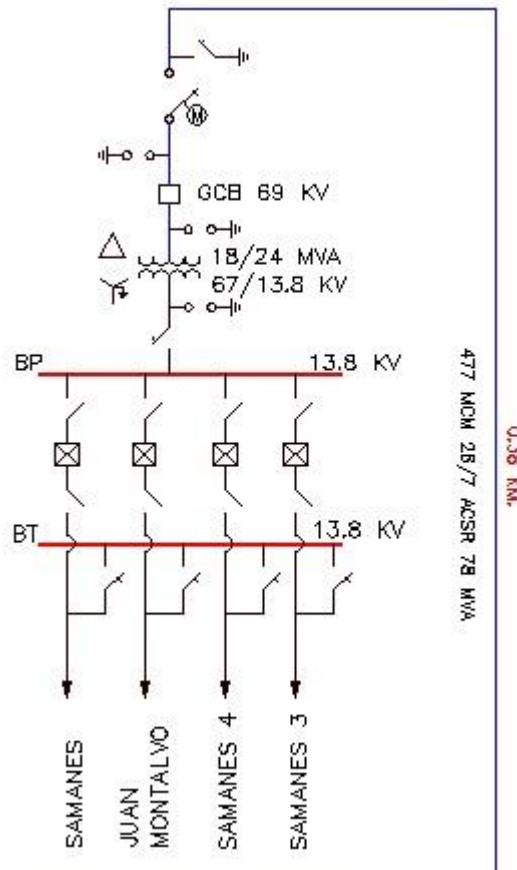 M
GCB 69 KV
18/24 MVA
67/13.8 KV
BP
13.8 KV
BT
13.8 KV
SAMANES
JUAN
MONTALVO
SAMANES 4
SAMANES 3
477 MCM 26/7 ACSR 78 MVA
KM.